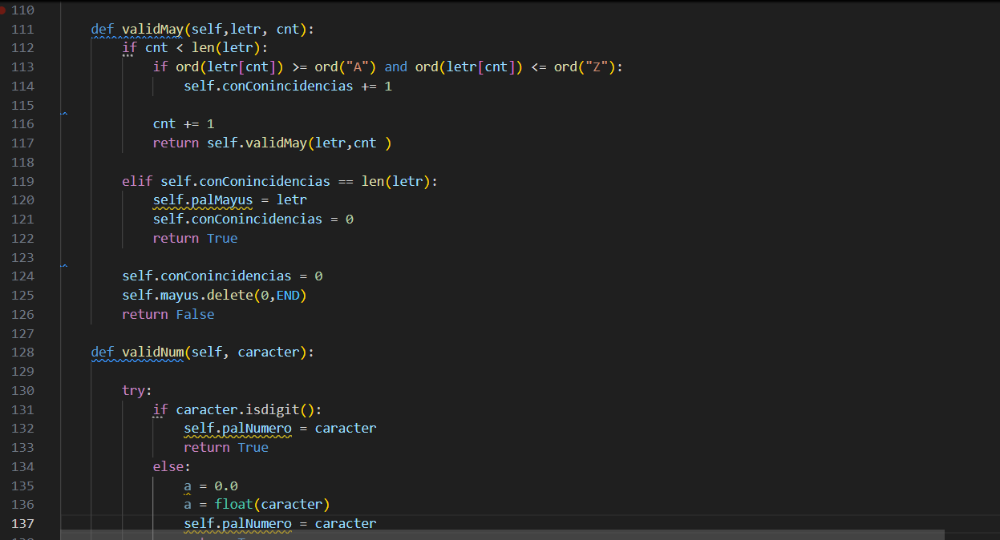 110
111 def validMay(self,letr, cnt):
112 if cnt < len(letr):
113 if ord(letr[cnt]) >= ord("A") and ord(letr[cnt]) <= ord("Z"):
114 self.conConincidencias += 1
115
116 cnt += 1
117 return self.validMay(letr,cnt )
118
119 elif self.conConincidencias == len(letr):
120 self.palMayus = letr
121 self.conConincidencias = 0
122 return True
123
124 self.conConincidencias = 0
125 self.mayus.delete(0,END)
126 return False
127
128 def validNum(self, caracter):
129
130 try:
131 if caracter.isdigit():
132 self.palNumero = caracter
133 return True
134 else:
135 a = 0.0
136 a = float(caracter)
137 self.palNumero = caracter